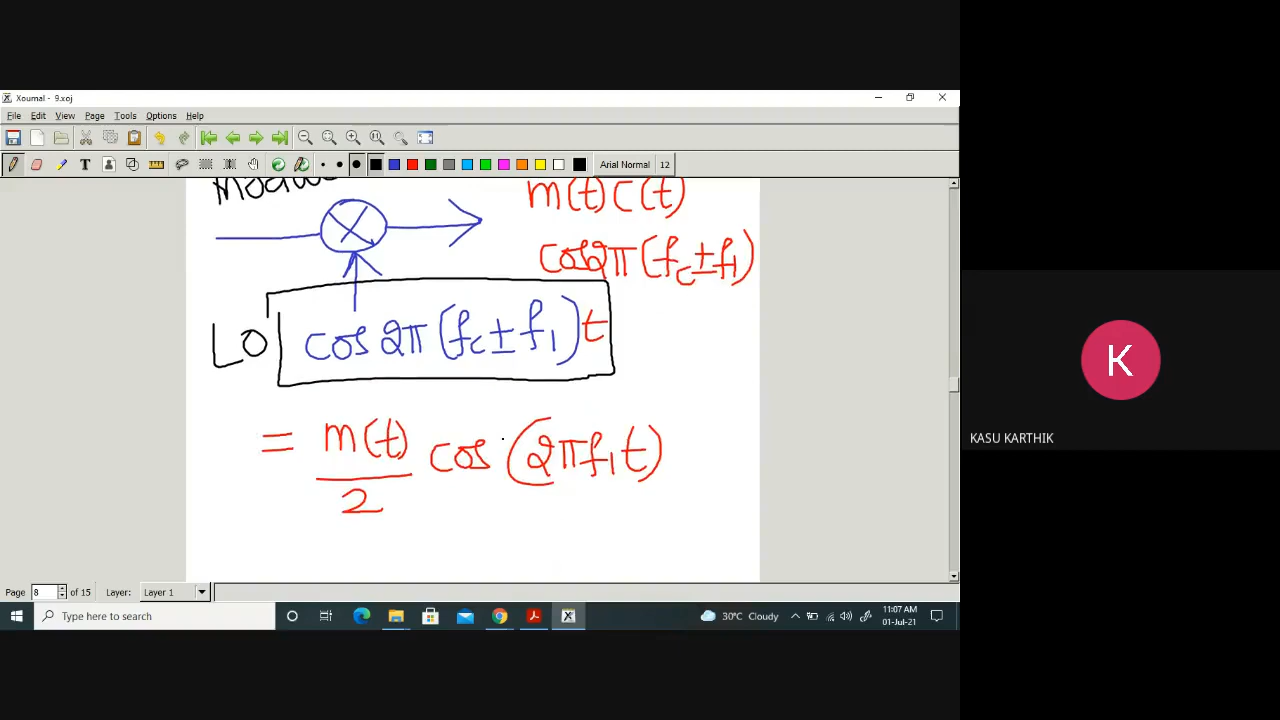 Xournal - 9.xoj
File Edit View Page Tools Options Help
Arial Normal 12
m(t) c(t)
cos2π(fc±f1)
LO cos2π(fc±f1)t
= m(t)/2 cos(2πf1t)
K
KASU KARTHIK
Page 8 of 15 Layer: Layer 1
Type here to search
30°C Cloudy
11:07 AM
01-Jul-21